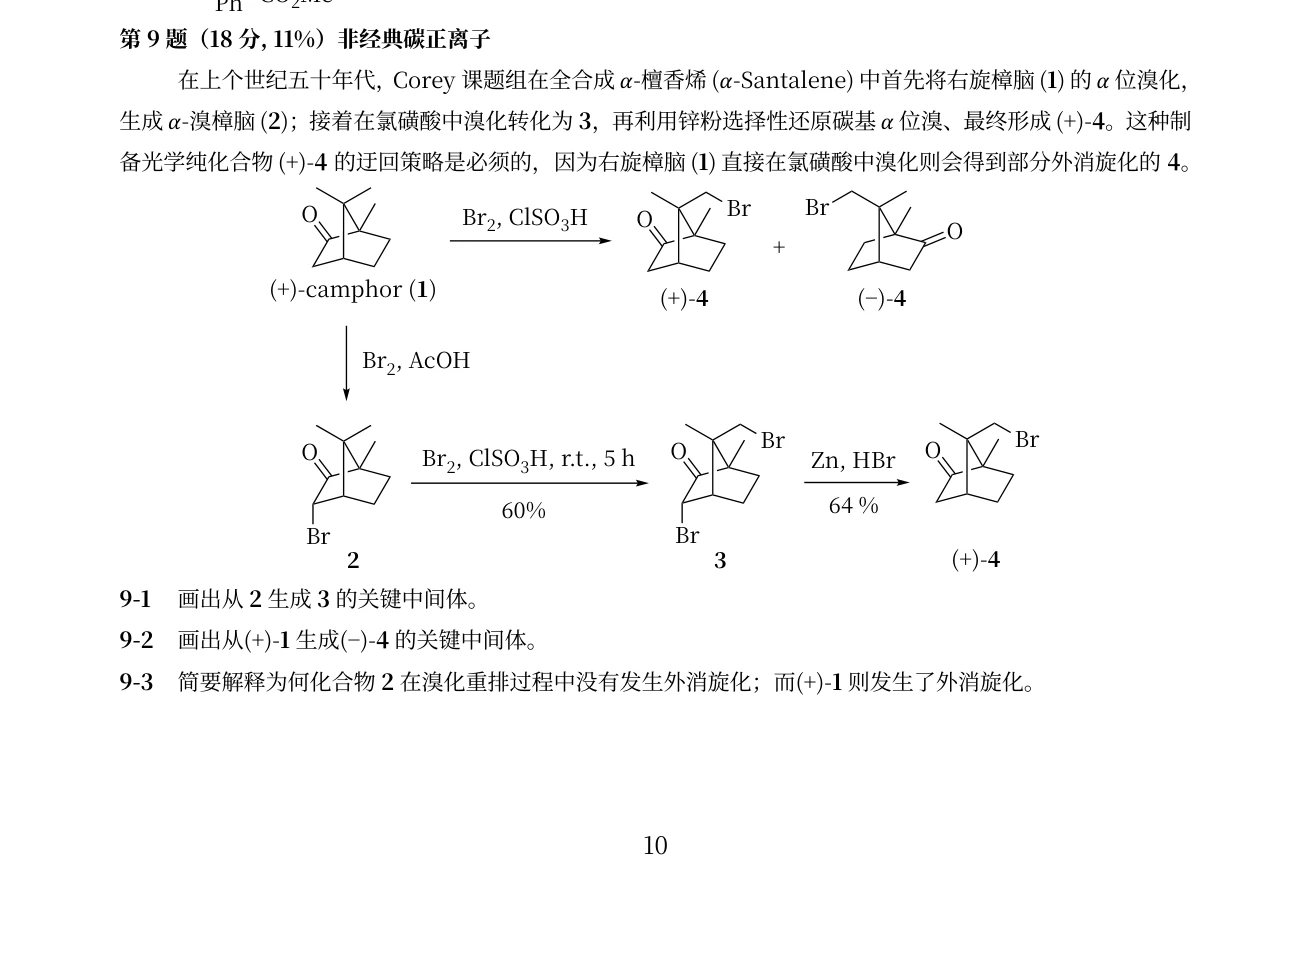 Ph
第 9 题（18 分, 11%）非经典碳正离子
在上个世纪五十年代，Corey 课题组在全合成 α-檀香烯 (α-Santalene) 中首先将右旋樟脑 (1) 的 α 位溴化，
生成 α-溴樟脑 (2)；接着在氯磺酸中溴化转化为 3，再利用锌粉选择性还原碳基 α 位溴、最终形成 (+)-4。这种制
备光学纯化合物 (+)-4 的迂回策略是必须的，因为右旋樟脑 (1) 直接在氯磺酸中溴化则会得到部分外消旋化的 4。
O
Br₂, ClSO₃H
O
Br
+
Br
O
(+)-camphor (1)
(+)-4
(−)-4
Br₂, AcOH
O
Br
2
Br₂, ClSO₃H, r.t., 5 h
60%
O
Br
Br
3
Zn, HBr
64 %
O
Br
(+)-4
9-1 画出从 2 生成 3 的关键中间体。
9-2 画出从(+)-1 生成(−)-4 的关键中间体。
9-3 简要解释为何化合物 2 在溴化重排过程中没有发生外消旋化；而(+)-1 则发生了外消旋化。
10